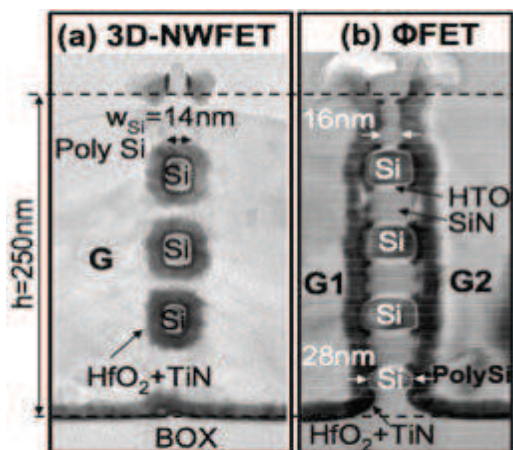 (a) 3D-NWFET
w_Si=14nm
Poly Si
Si
Si
Si
G
h=250nm
HfO₂+TiN
BOX
(b) ΦFET
16nm
Si
HTO
SiN
Si
G1
G2
Si
28nm
Si
PolySi
HfO₂+TiN